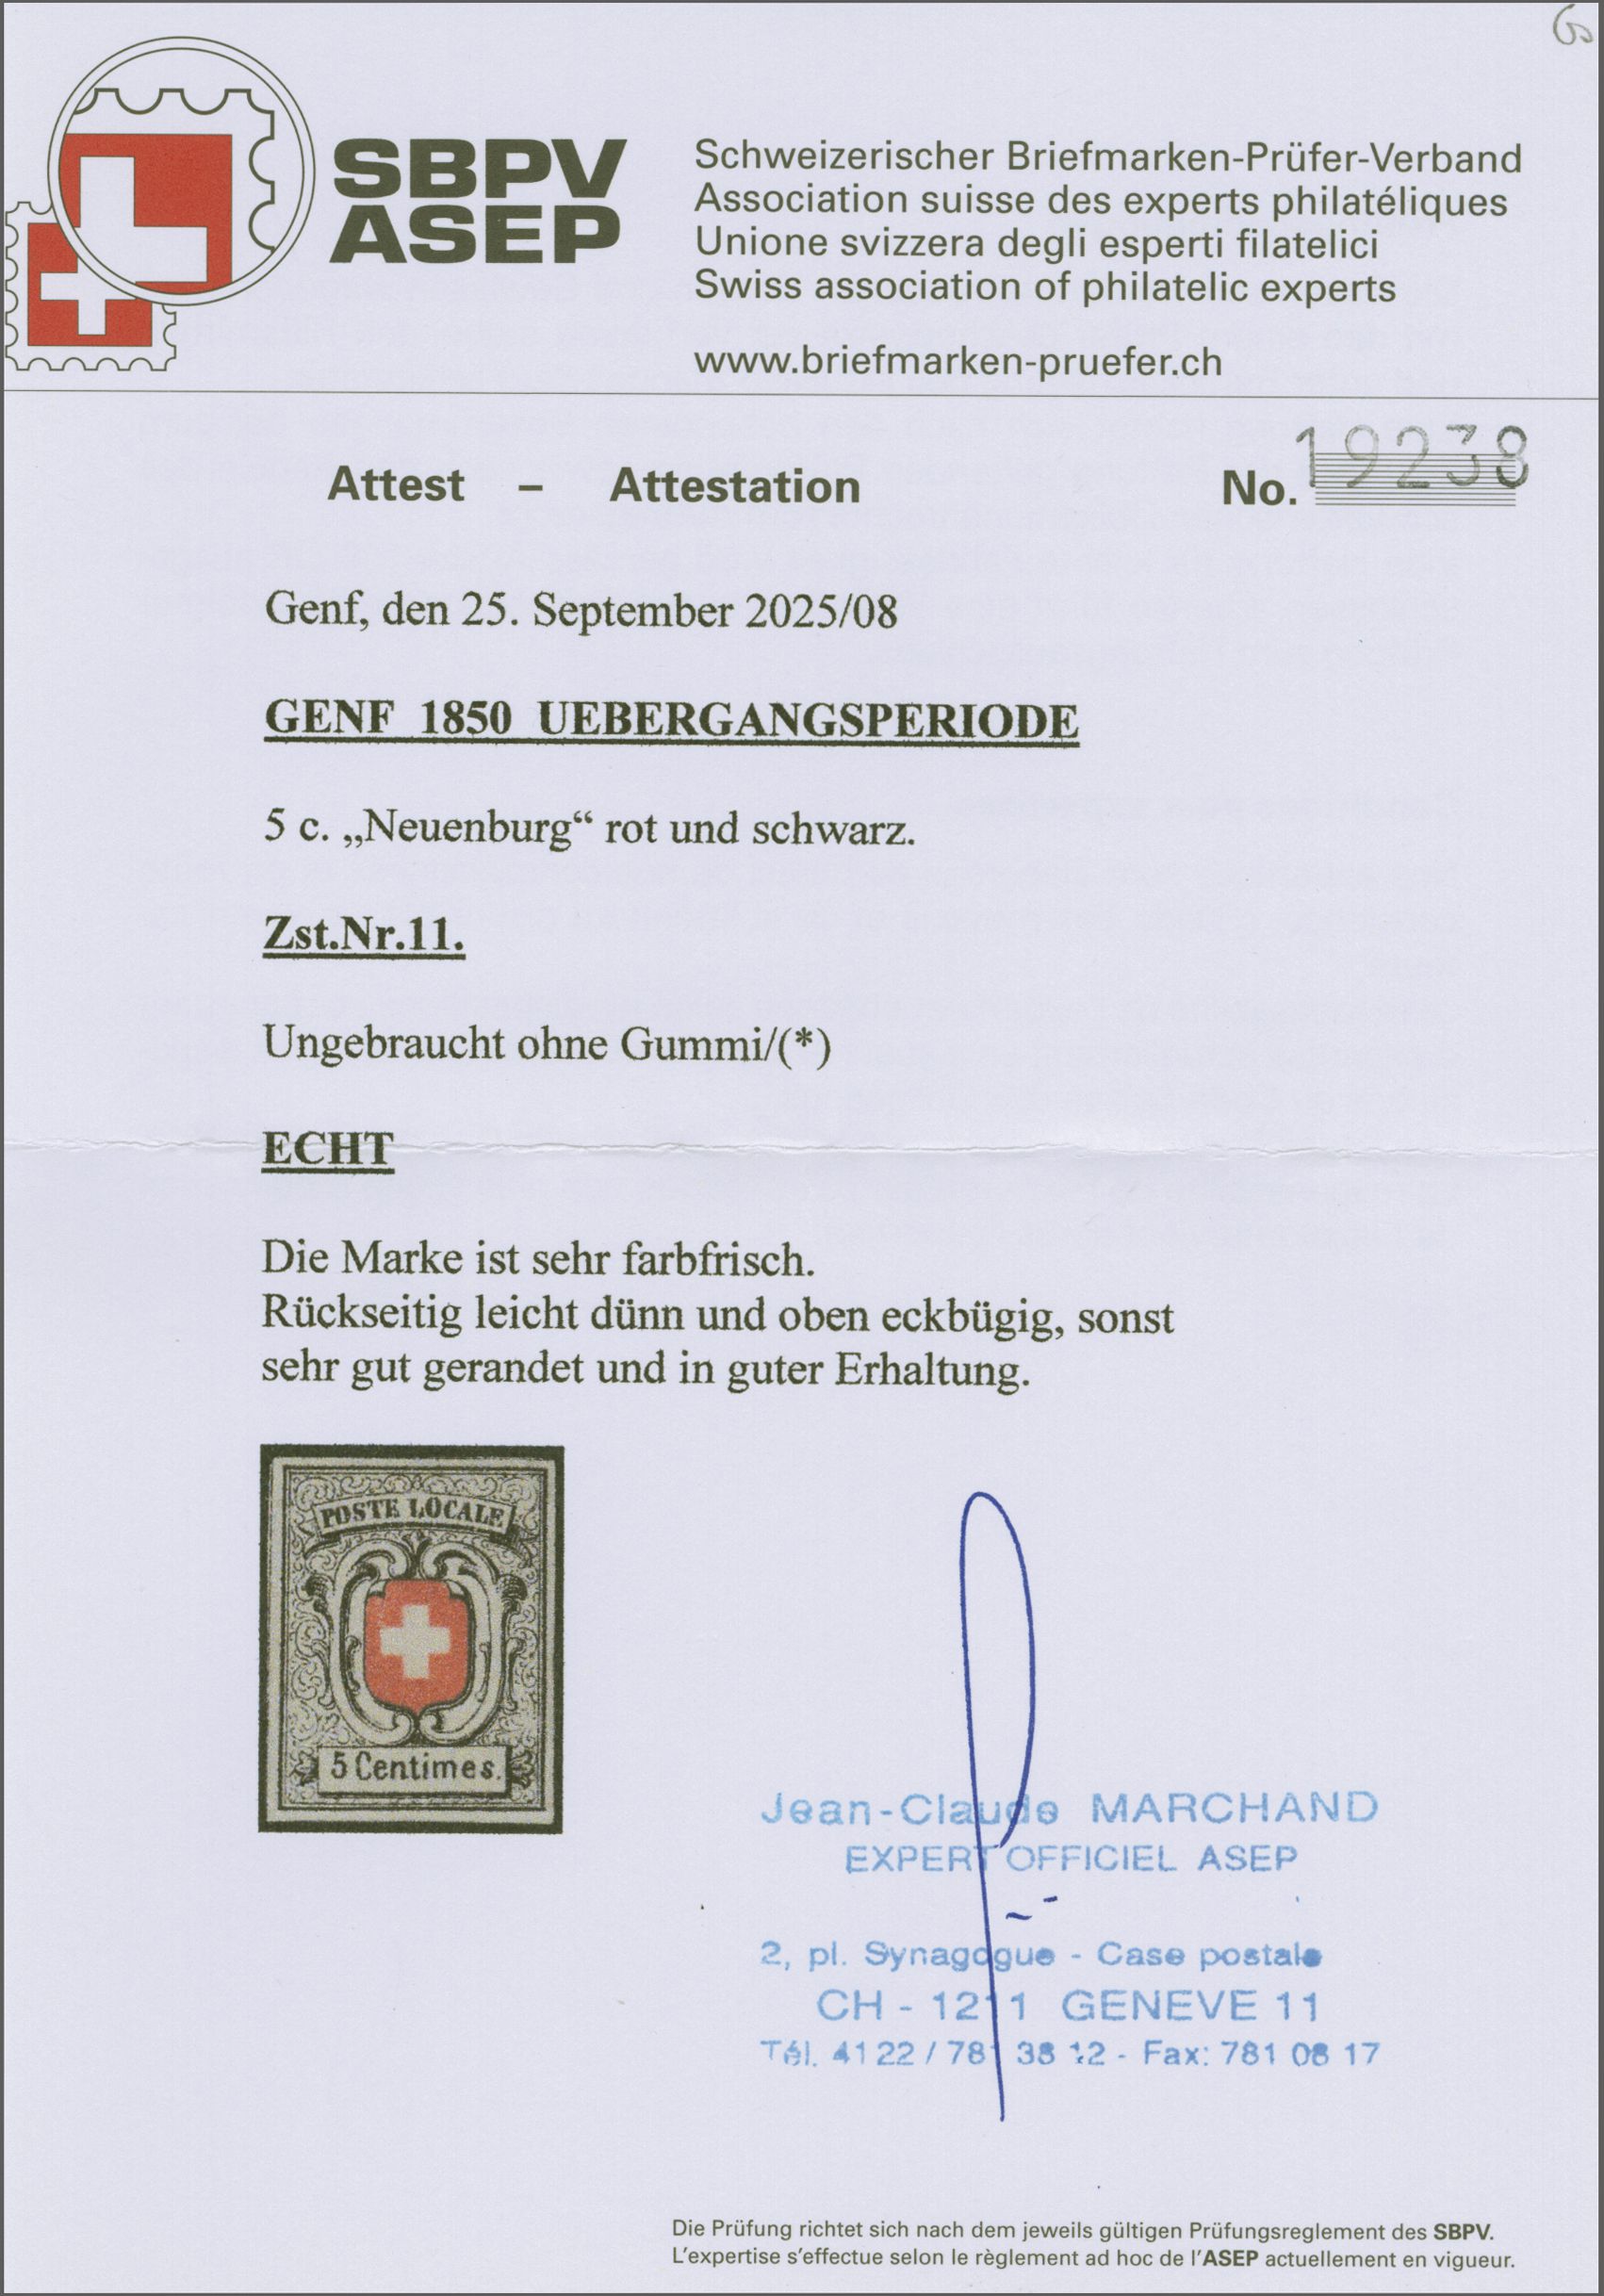 SBPV
ASEP
Schweizerischer Briefmarken-Prüfer-Verband
Association suisse des experts philatéliques
Unione svizzera degli esperti filatelici
Swiss association of philatelic experts
www.briefmarken-pruefer.ch
Attest – Attestation No. 19238
Genf, den 25. September 2025/08
GENF 1850 UEBERGANGSPERIODE
5 c. „Neuenburg“ rot und schwarz.
Zst.Nr.11.
Ungebraucht ohne Gummi/(*)
ECHT
Die Marke ist sehr farbfrisch.
Rückseitig leicht dünn und oben eckbügig, sonst
sehr gut gerandet und in guter Erhaltung.
POSTE LOCALE
5 Centimes.
Jean-Claude MARCHAND
EXPERT OFFICIEL ASEP
2, pl. Synagogue - Case postale
CH - 1211 GENEVE 11
Tél. 41 22 / 781 38 12 - Fax: 781 08 17
Die Prüfung richtet sich nach dem jeweils gültigen Prüfungsreglement des SBPV.
L'expertise s'effectue selon le règlement ad hoc de l'ASEP actuellement en vigueur.